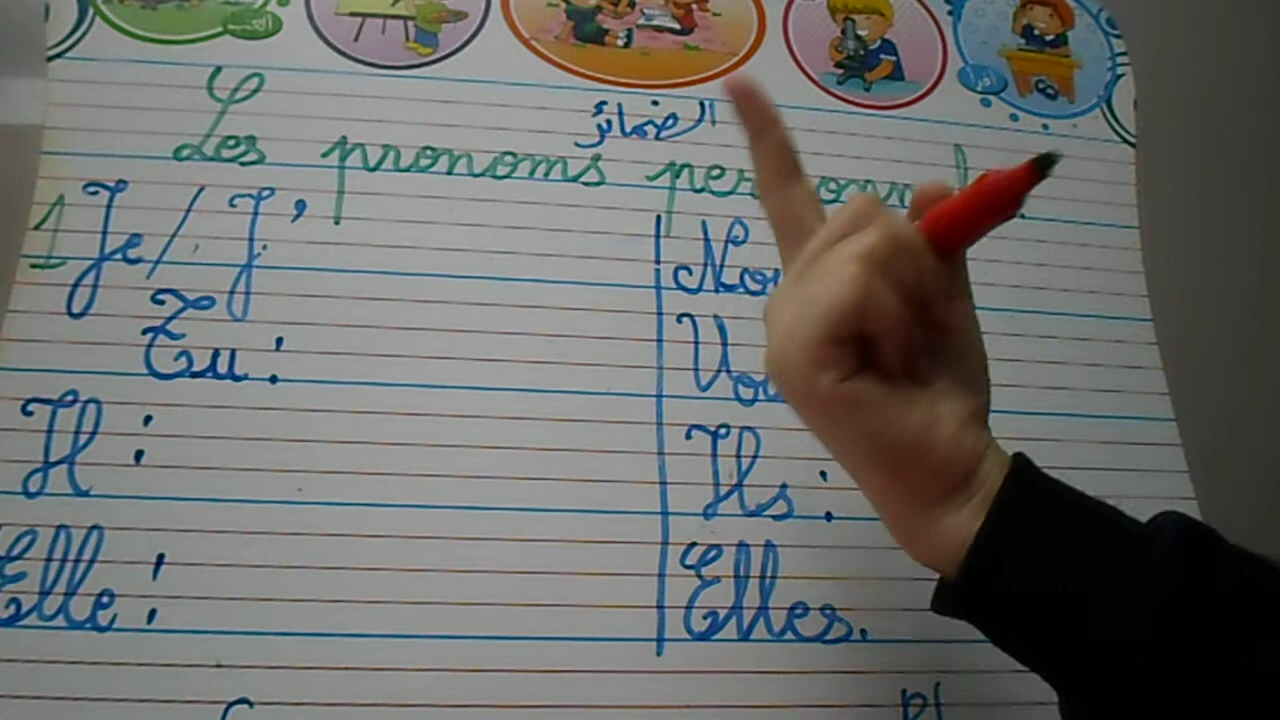 الضمائر
Les pronoms
1 Je / J'
Tu :
Il :
Elle :
Ils :
Elles.